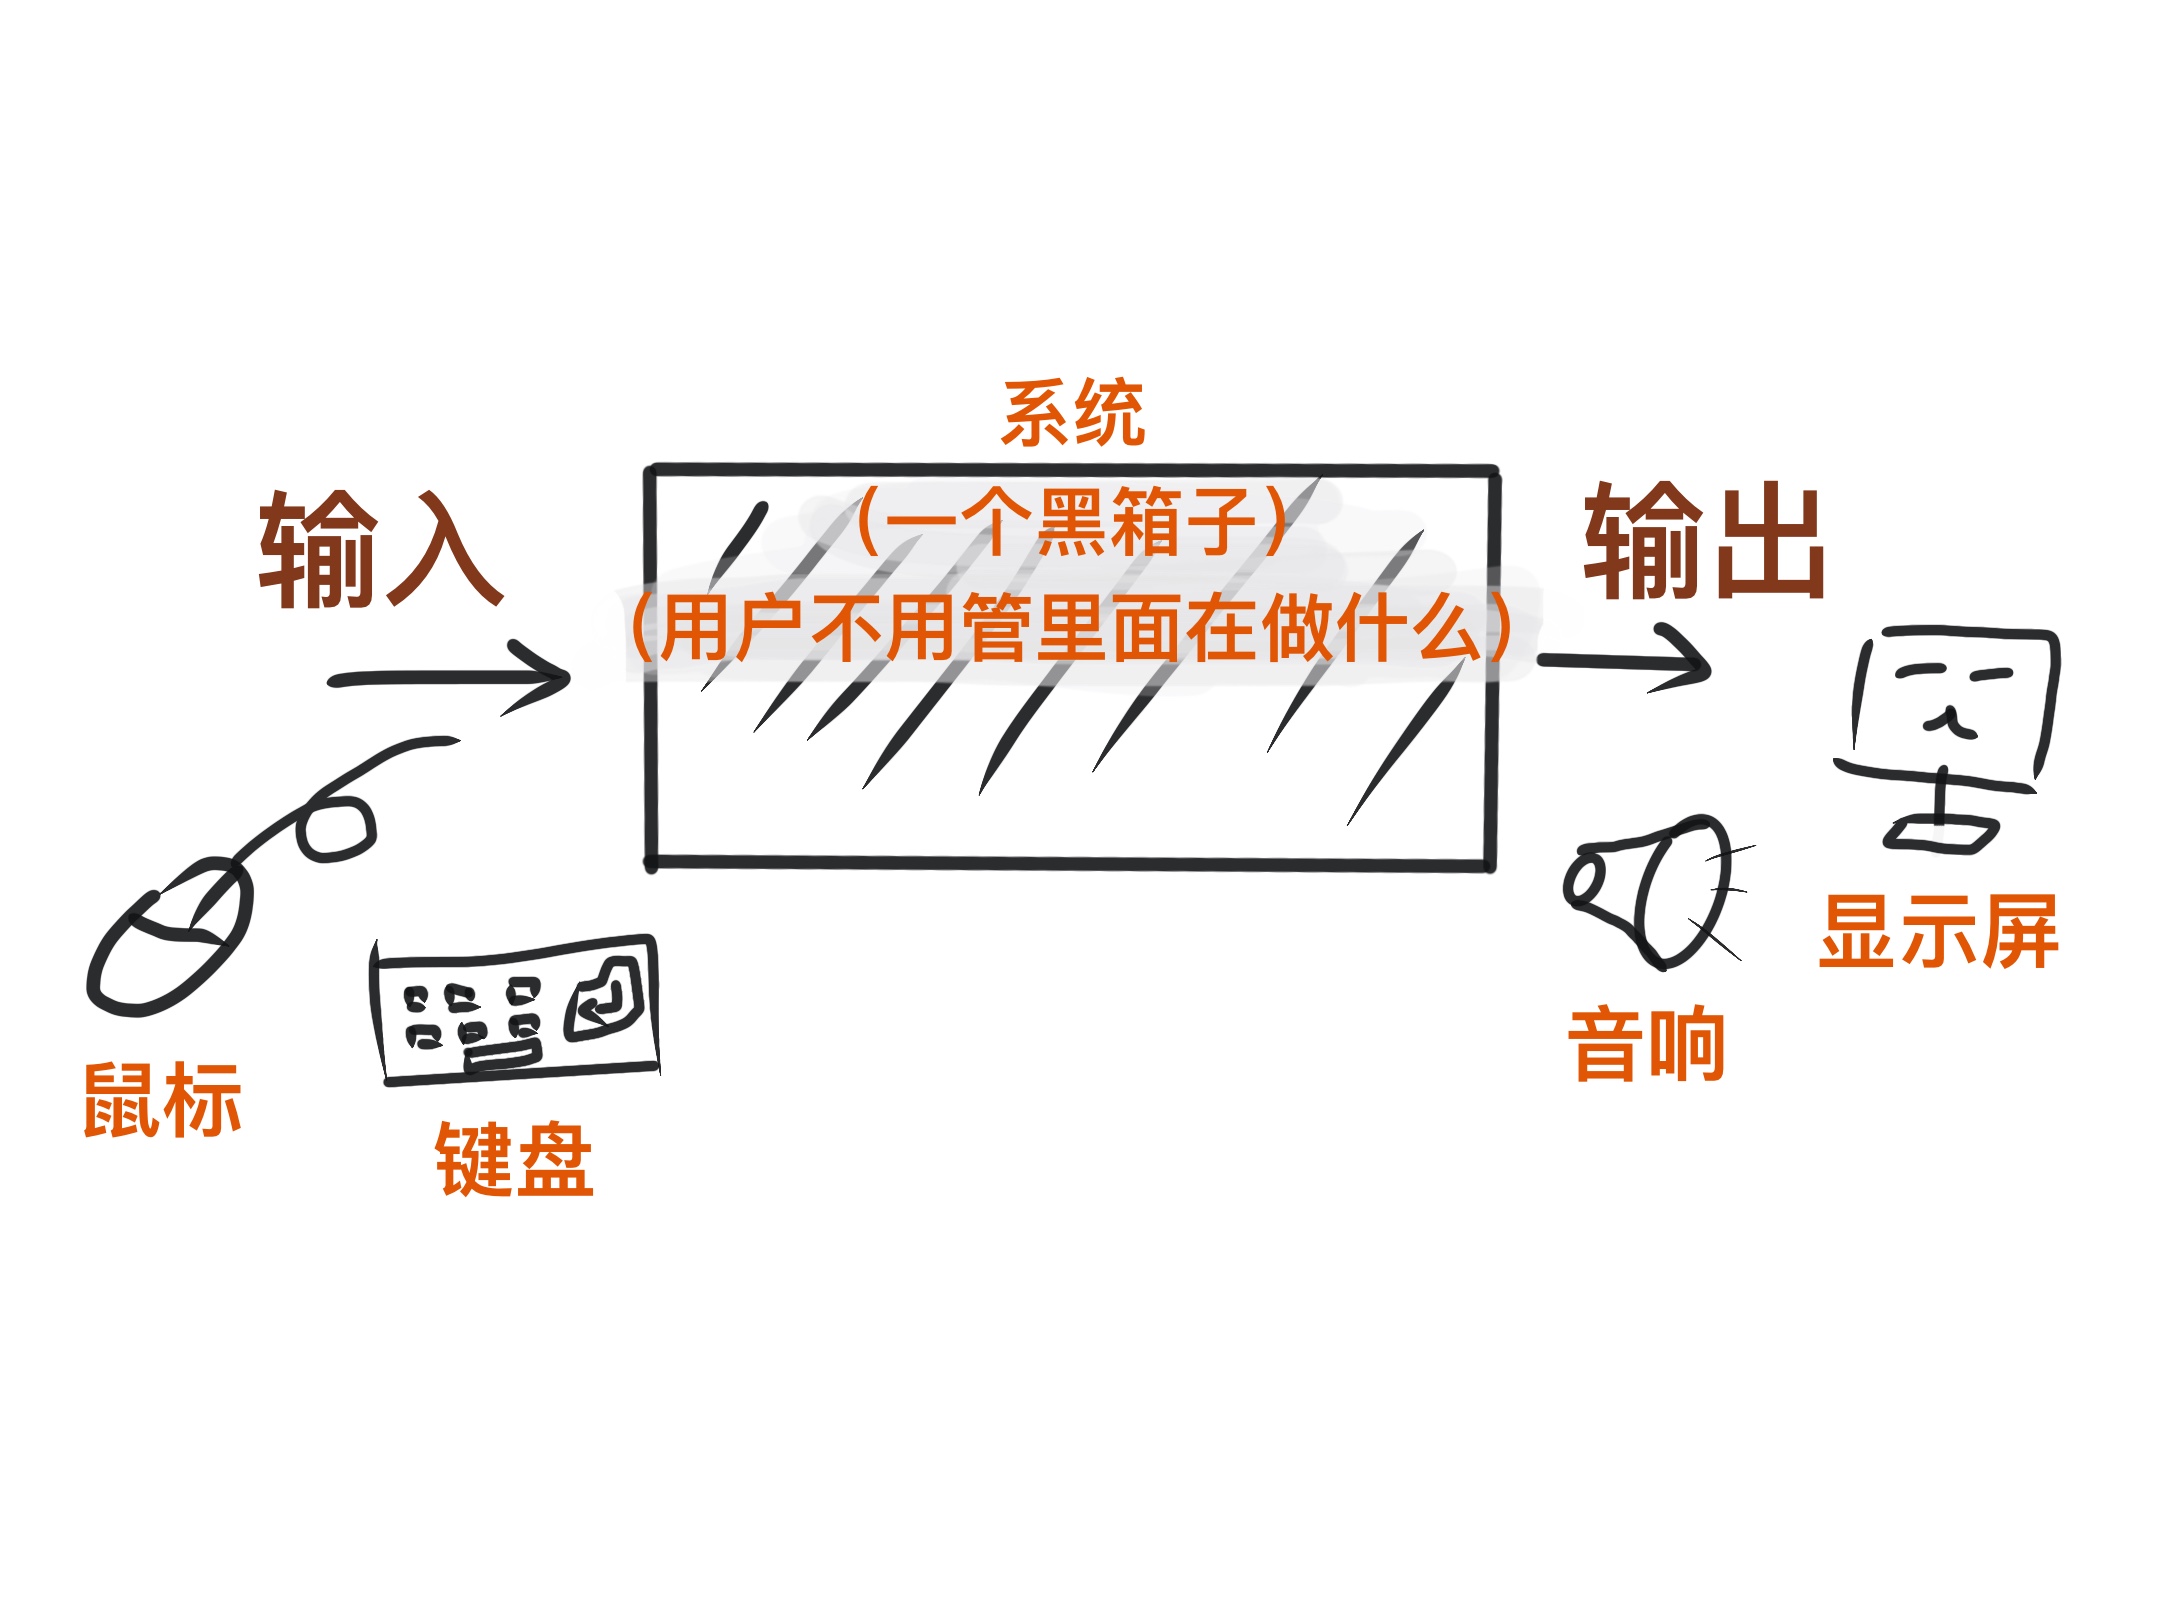 系统
输入
（一个黑箱子）
（用户不用管里面在做什么）
输出
鼠标
键盘
音响
显示屏